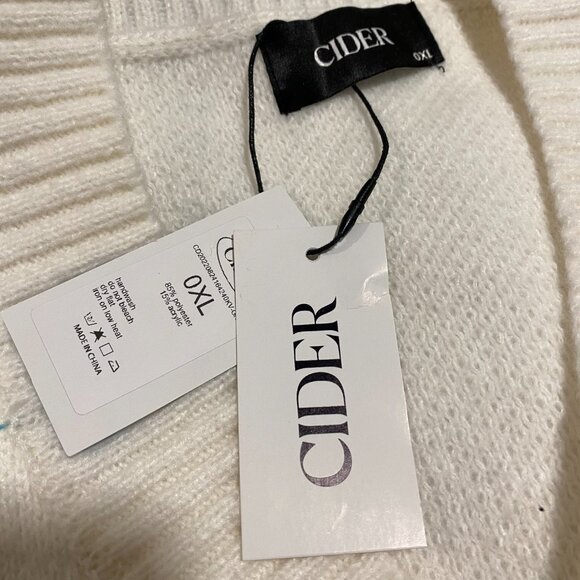 CIDER
0XL
CD20220824164240KV
0XL
85% polyester
15% acrylic
handwash
do not bleach
dry flat
iron on low heat
MADE IN CHINA
CIDER